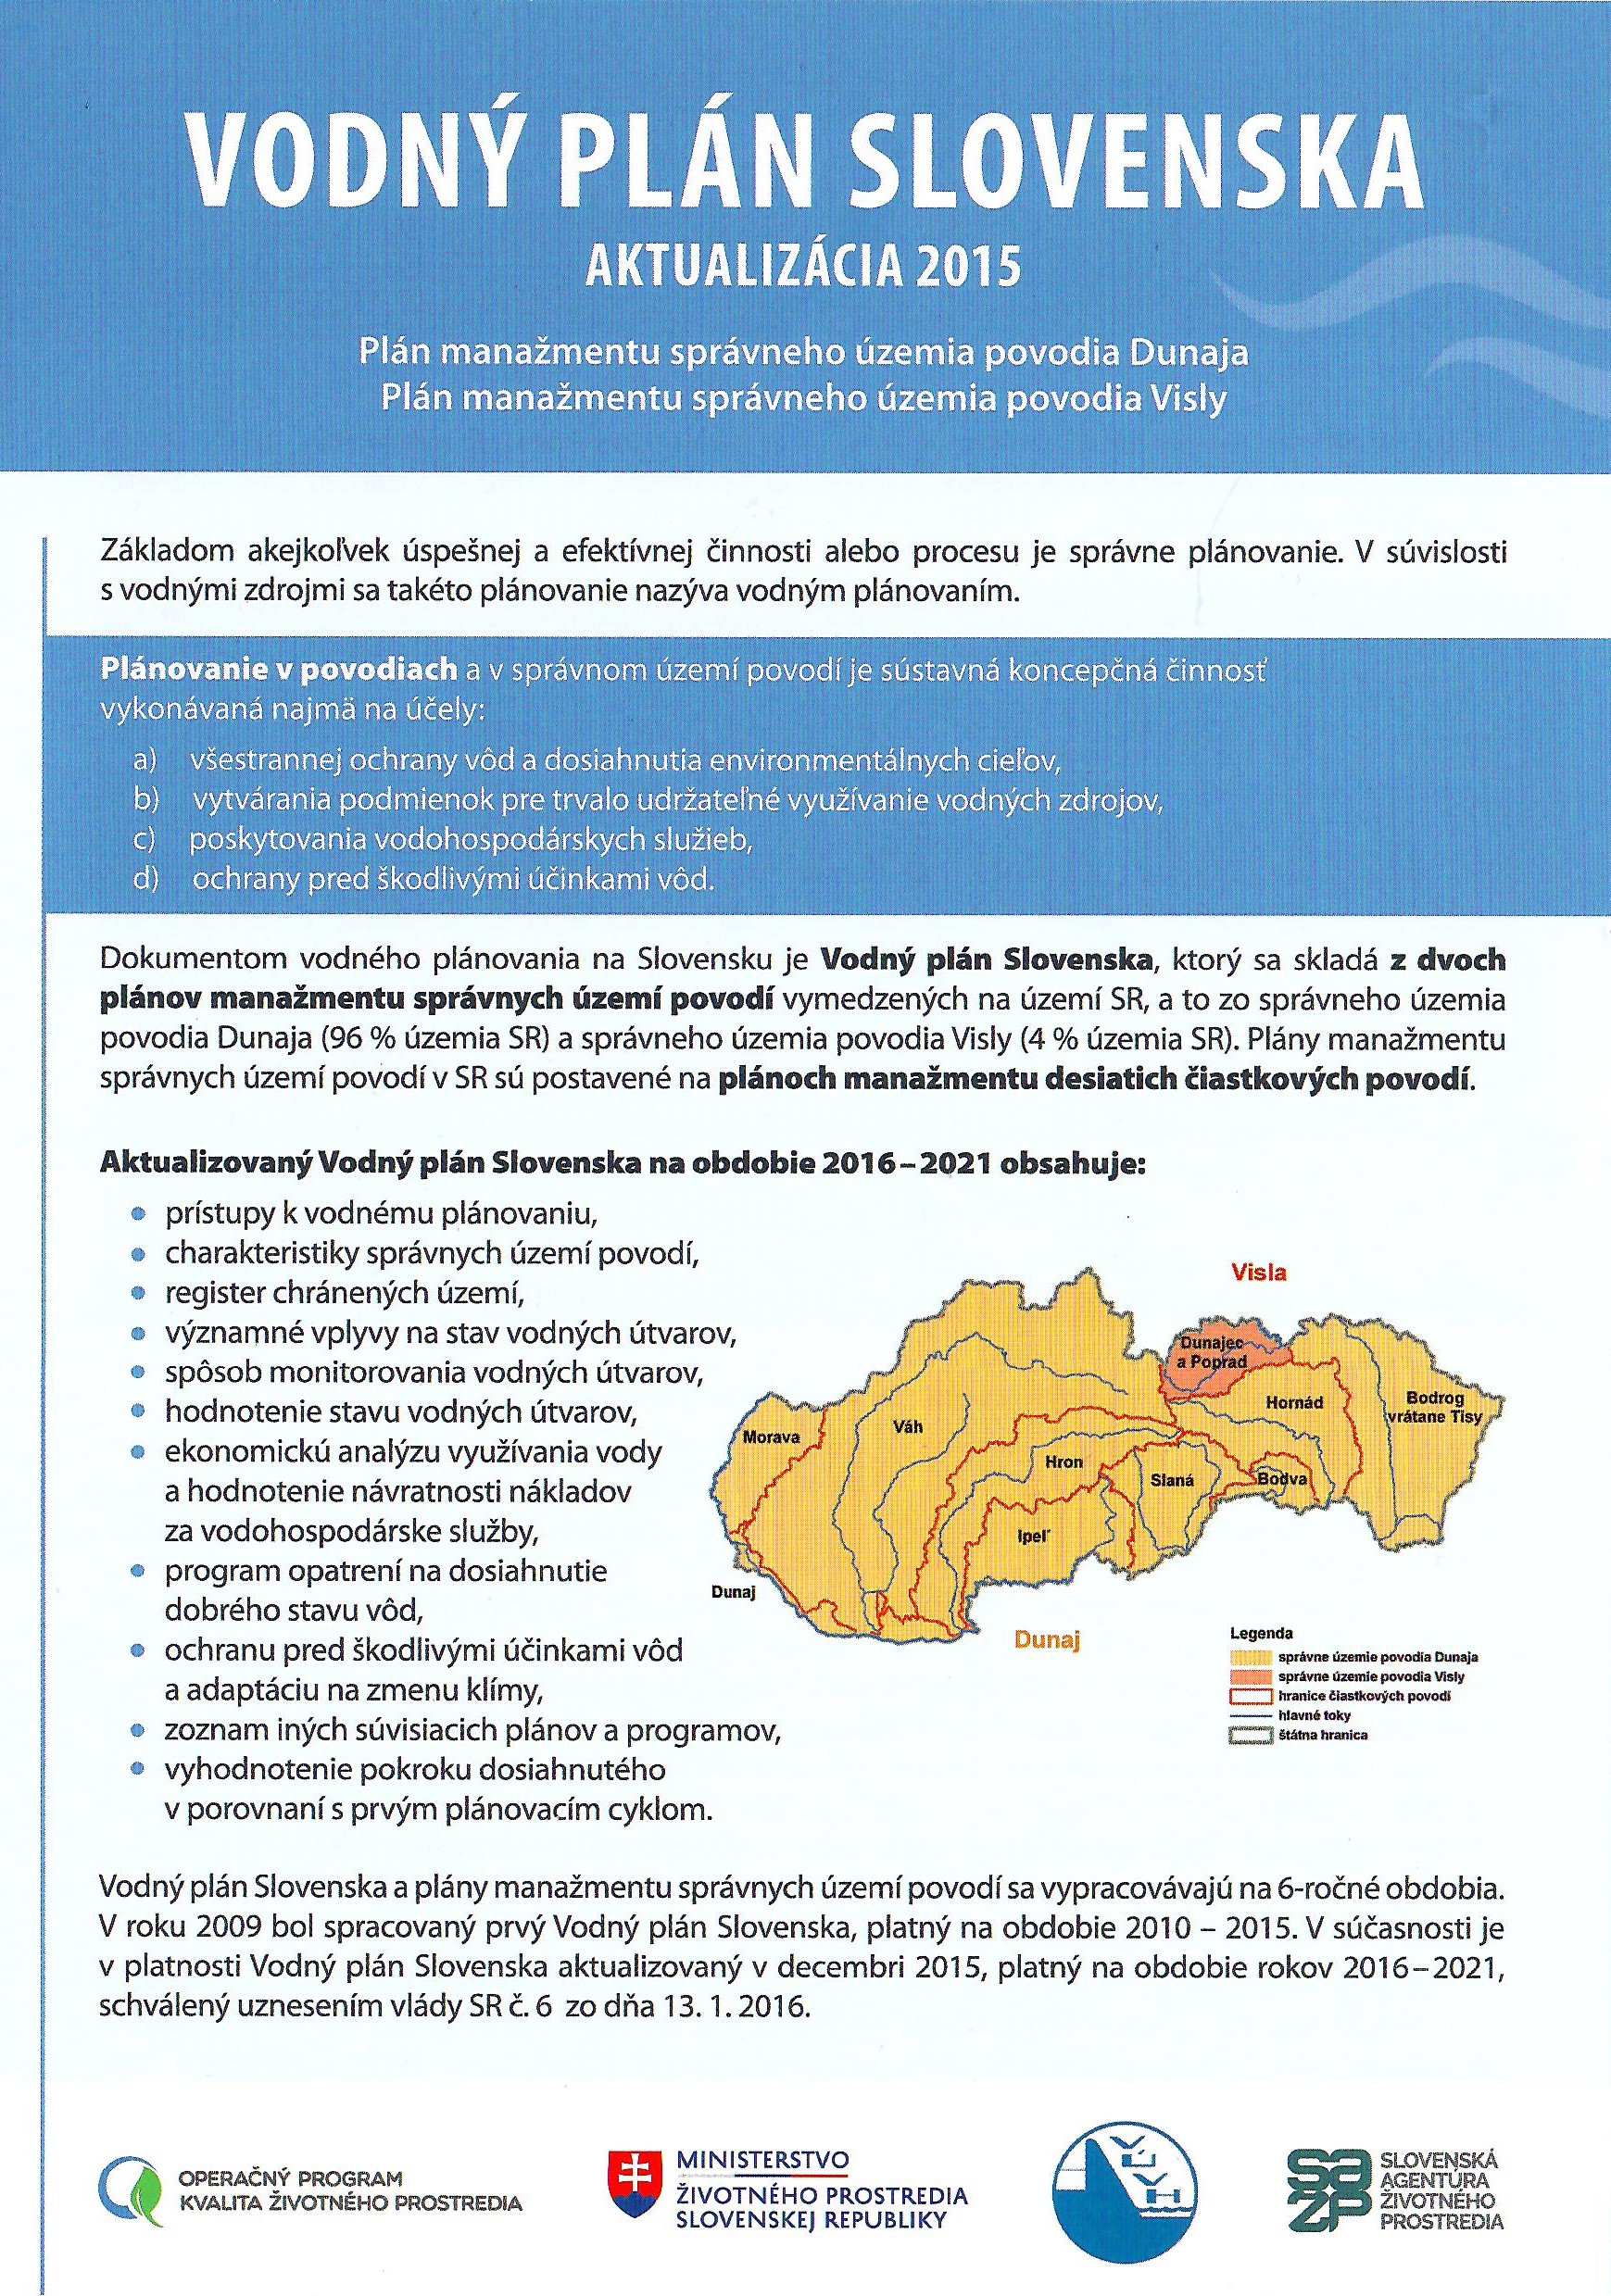 VODNÝ PLÁN SLOVENSKA
AKTUALIZÁCIA 2015
Plán manažmentu správneho územia povodia Dunaja
Plán manažmentu správneho územia povodia Visly
Základom akejkoľvek úspešnej a efektívnej činnosti alebo procesu je správne plánovanie. V súvislosti
s vodnými zdrojmi sa takéto plánovanie nazýva vodným plánovaním.
Plánovanie v povodiach a v správnom území povodí je sústavná koncepčná činnosť
vykonávaná najmä na účely:
a) všestrannej ochrany vôd a dosiahnutia environmentálnych cieľov,
b) vytvárania podmienok pre trvalo udržateľné využívanie vodných zdrojov,
c) poskytovania vodohospodárskych služieb,
d) ochrany pred škodlivými účinkami vôd.
Dokumentom vodného plánovania na Slovensku je Vodný plán Slovenska, ktorý sa skladá z dvoch
plánov manažmentu správnych území povodí vymedzených na území SR, a to zo správneho územia
povodia Dunaja (96 % územia SR) a správneho územia povodia Visly (4 % územia SR). Plány manažmentu
správnych území povodí v SR sú postavené na plánoch manažmentu desiatich čiastkových povodí.
Aktualizovaný Vodný plán Slovenska na obdobie 2016–2021 obsahuje:
• prístupy k vodnému plánovaniu,
• charakteristiky správnych území povodí,
• register chránených území,
• významné vplyvy na stav vodných útvarov,
• spôsob monitorovania vodných útvarov,
• hodnotenie stavu vodných útvarov,
• ekonomickú analýzu využívania vody
a hodnotenie návratnosti nákladov
za vodohospodárske služby,
• program opatrení na dosiahnutie
dobrého stavu vôd,
• ochranu pred škodlivými účinkami vôd
a adaptáciu na zmenu klímy,
• zoznam iných súvisiacich plánov a programov,
• vyhodnotenie pokroku dosiahnutého
v porovnaní s prvým plánovacím cyklom.
Visla
Dunajec
a Poprad
Hornád
Bodrog
vrátane Tisy
Váh
Morava
Hron
Slaná
Bodva
Ipeľ
Dunaj
Dunaj
Legenda
správne územie povodia Dunaja
správne územie povodia Visly
hranice čiastkových povodí
hlavné toky
štátna hranica
Vodný plán Slovenska a plány manažmentu správnych území povodí sa vypracovávajú na 6-ročné obdobia.
V roku 2009 bol spracovaný prvý Vodný plán Slovenska, platný na obdobie 2010 – 2015. V súčasnosti je
v platnosti Vodný plán Slovenska aktualizovaný v decembri 2015, platný na obdobie rokov 2016–2021,
schválený uznesením vlády SR č. 6 zo dňa 13. 1. 2016.
OPERAČNÝ PROGRAM
KVALITA ŽIVOTNÉHO PROSTREDIA
MINISTERSTVO
ŽIVOTNÉHO PROSTREDIA
SLOVENSKEJ REPUBLIKY
VÚVH
sažp
SLOVENSKÁ
AGENTÚRA
ŽIVOTNÉHO
PROSTREDIA